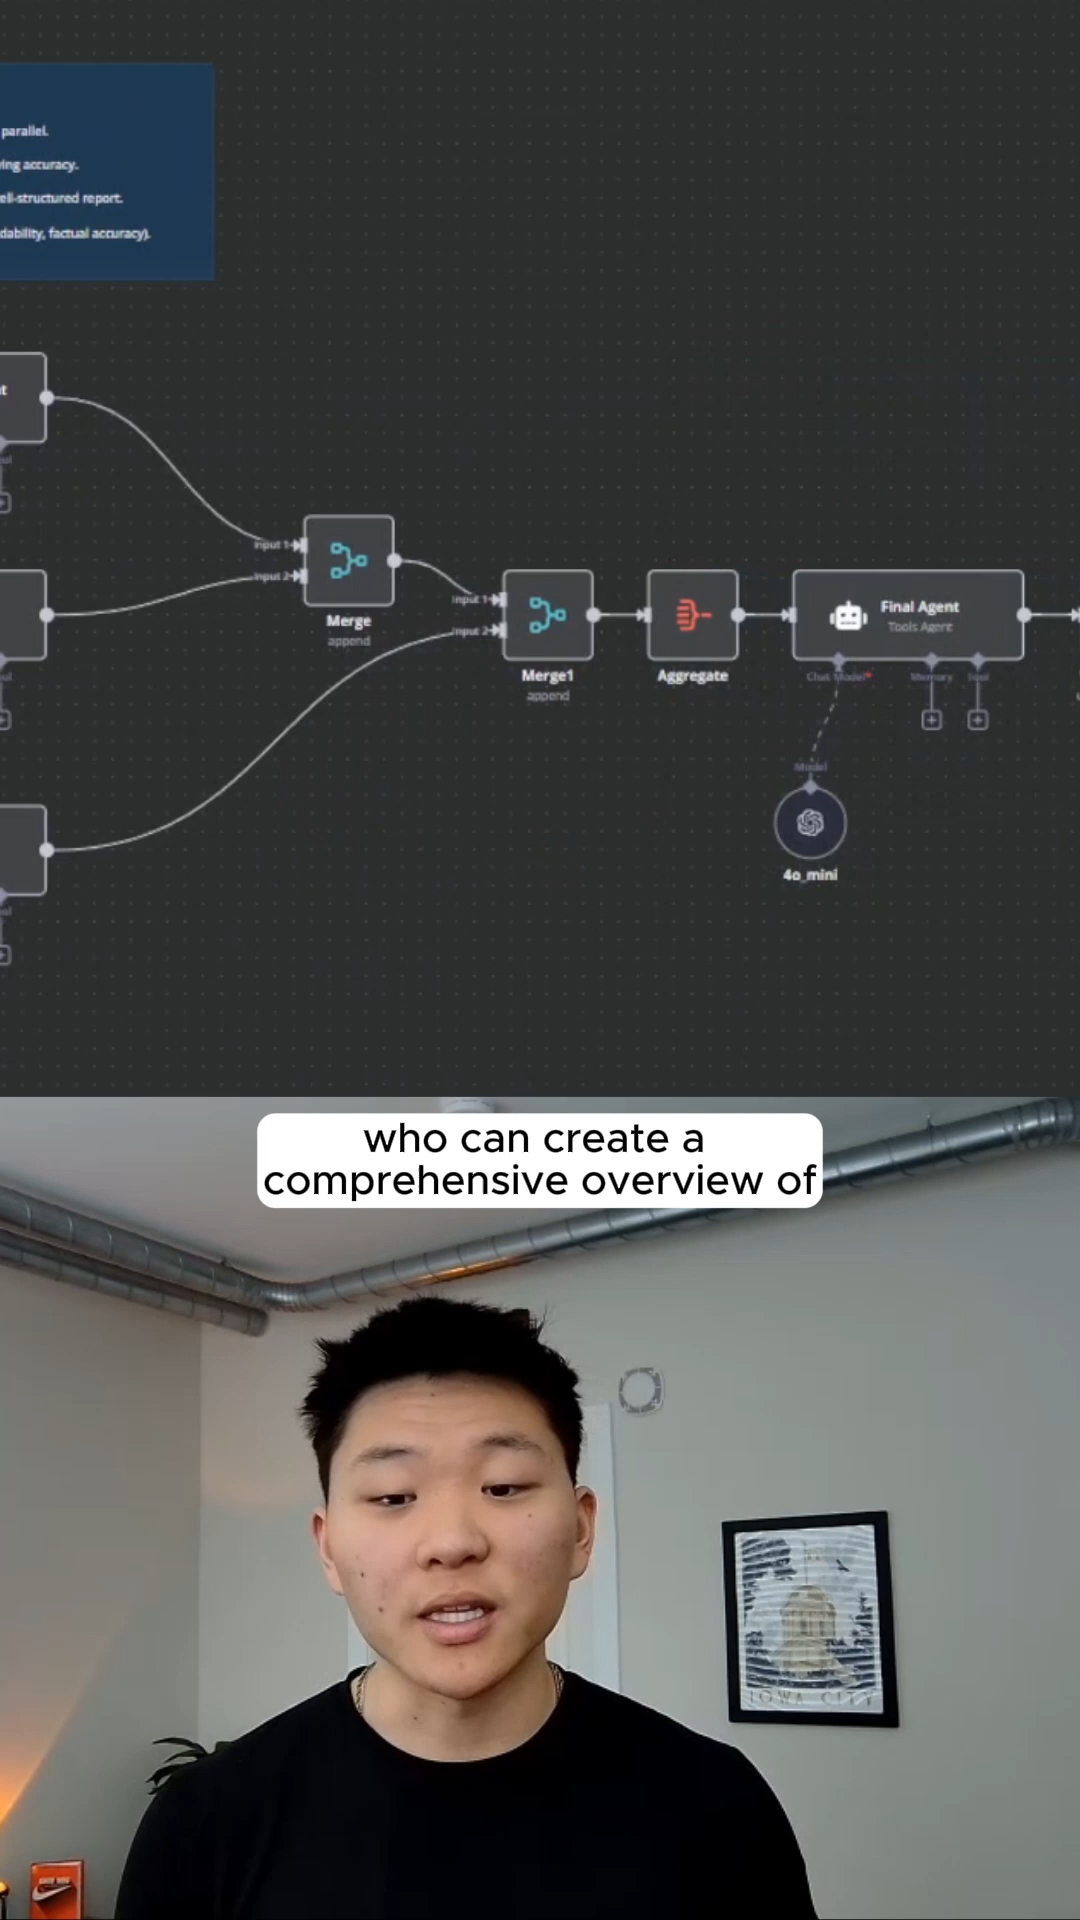 parallel.
ing accuracy.
ell-structured report.
dability, factual accuracy).
t
Input 1
Input 2
Merge
append
Input 1
Input 2
Merge1
append
Aggregate
Final Agent
Tools Agent
Chat Model*
Memory
Tool
Model
4o_mini
who can create a
comprehensive overview of
IOWA CITY